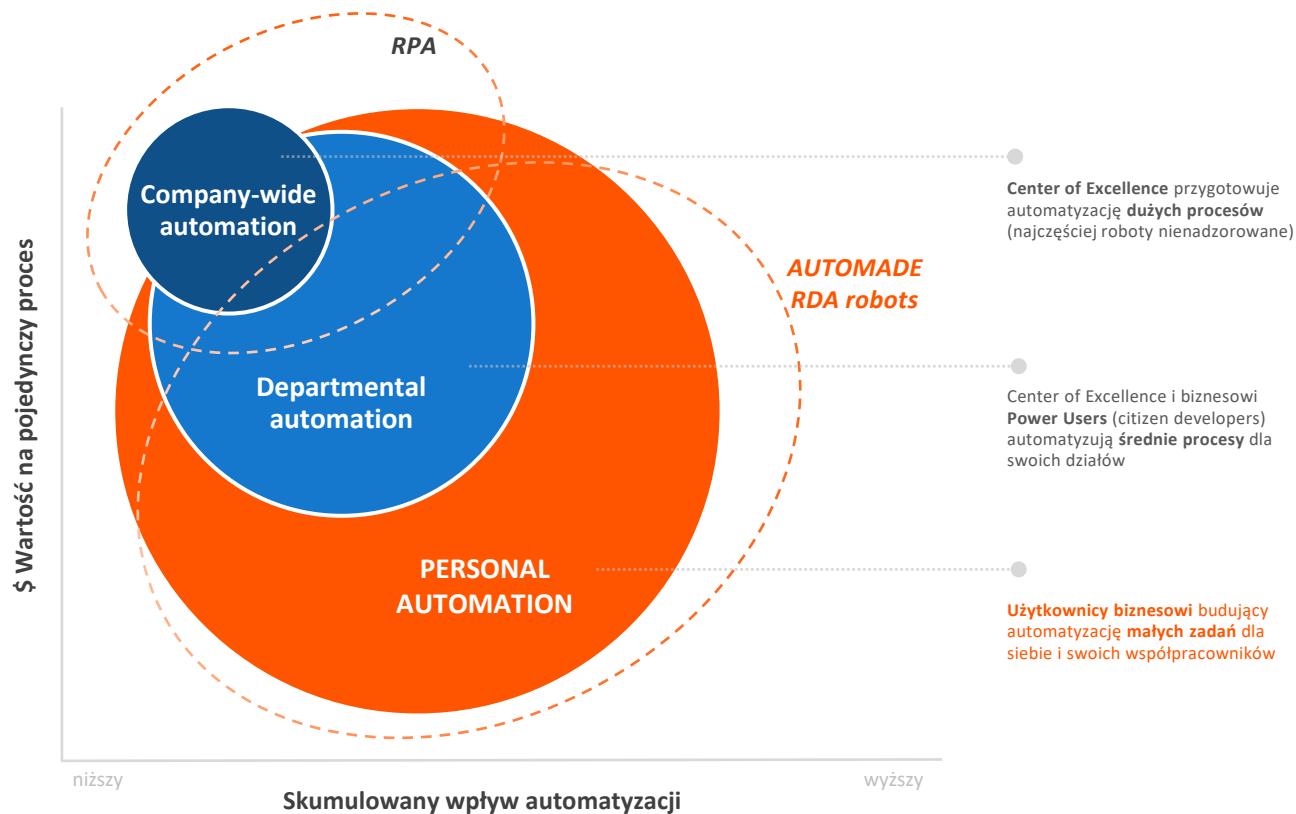 RPA
Company-wide
automation
Center of Excellence przygotowuje
automatyzację dużych procesów
(najczęściej roboty nienadzorowane)
AUTOMADE
RDA robots
$ Wartość na pojedynczy proces
Departmental
automation
Center of Excellence i biznesowi
Power Users (citizen developers)
automatyzują średnie procesy dla
swoich działów
PERSONAL
AUTOMATION
Użytkownicy biznesowi budujący
automatyzację małych zadań dla
siebie i swoich współpracowników
niższy
wyższy
Skumulowany wpływ automatyzacji